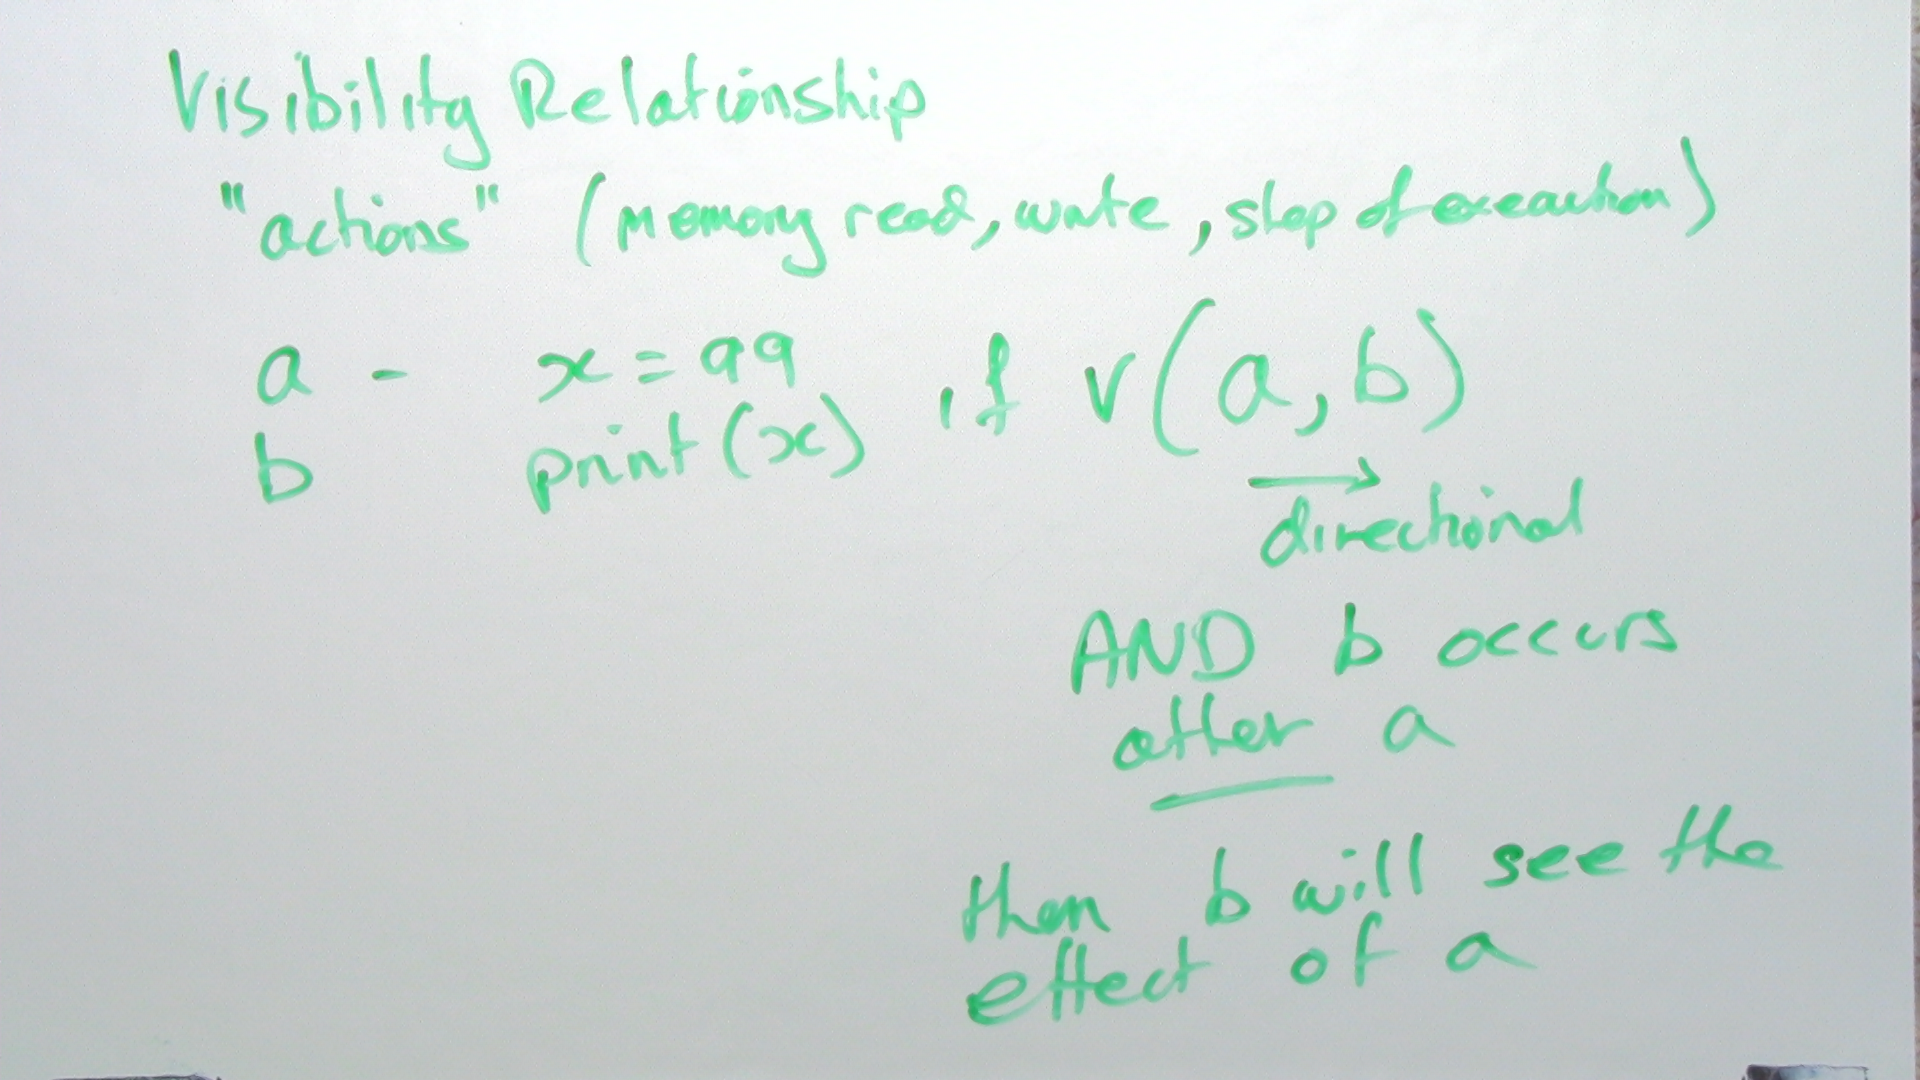 Visibility Relationship
"actions" (memory read, write, step of execution)
a - x = 99 if v(a, b)
b print(x)
directional
AND b occurs
after a
then b will see the
effect of a